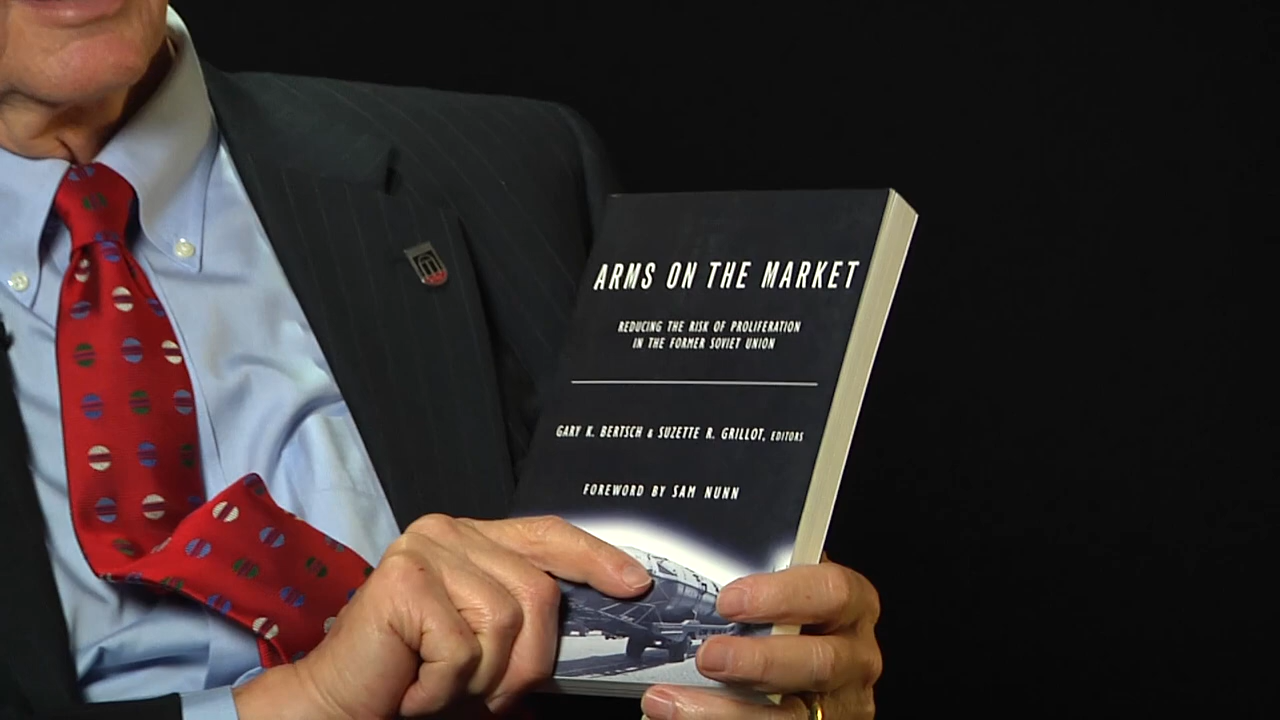 ARMS ON THE MARKET
REDUCING THE RISK OF PROLIFERATION
IN THE FORMER SOVIET UNION
GARY K. BERTSCH & SUZETTE R. GRILLOT, EDITORS
FOREWORD BY SAM NUNN